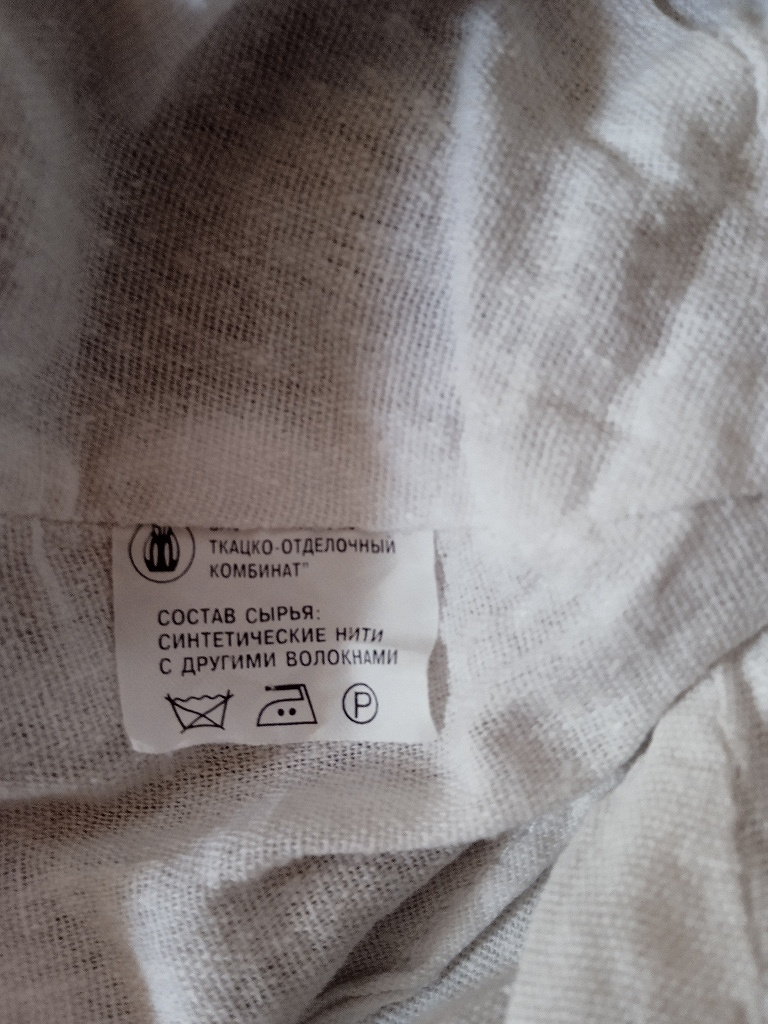 ТКАЦКО-ОТДЕЛОЧНЫЙ
КОМБИНАТ"
СОСТАВ СЫРЬЯ:
СИНТЕТИЧЕСКИЕ НИТИ
С ДРУГИМИ ВОЛОКНАМИ
P